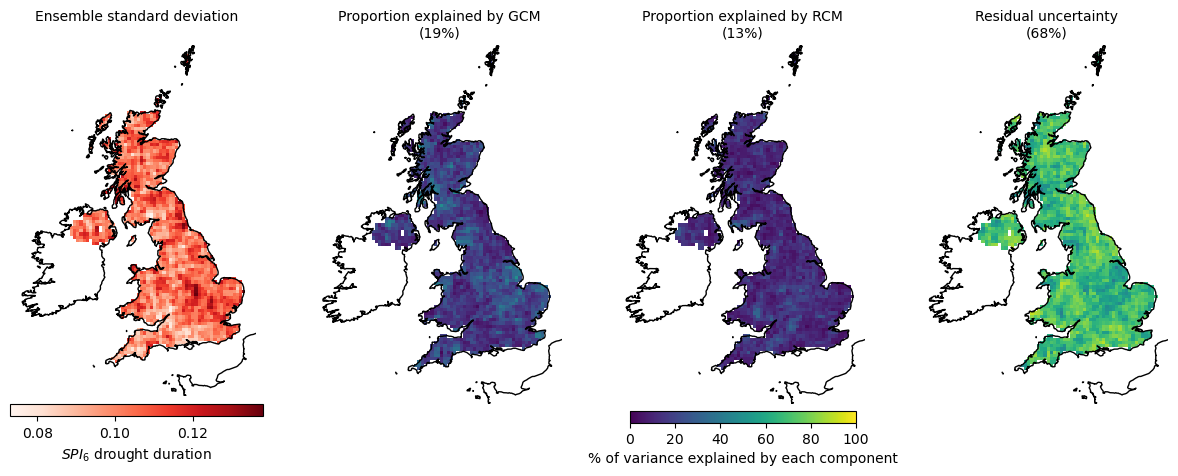 Ensemble standard deviation
Proportion explained by GCM
(19%)
Proportion explained by RCM
(13%)
Residual uncertainty
(68%)
0.08 0.10 0.12
SPI₆ drought duration
0 20 40 60 80 100
% of variance explained by each component